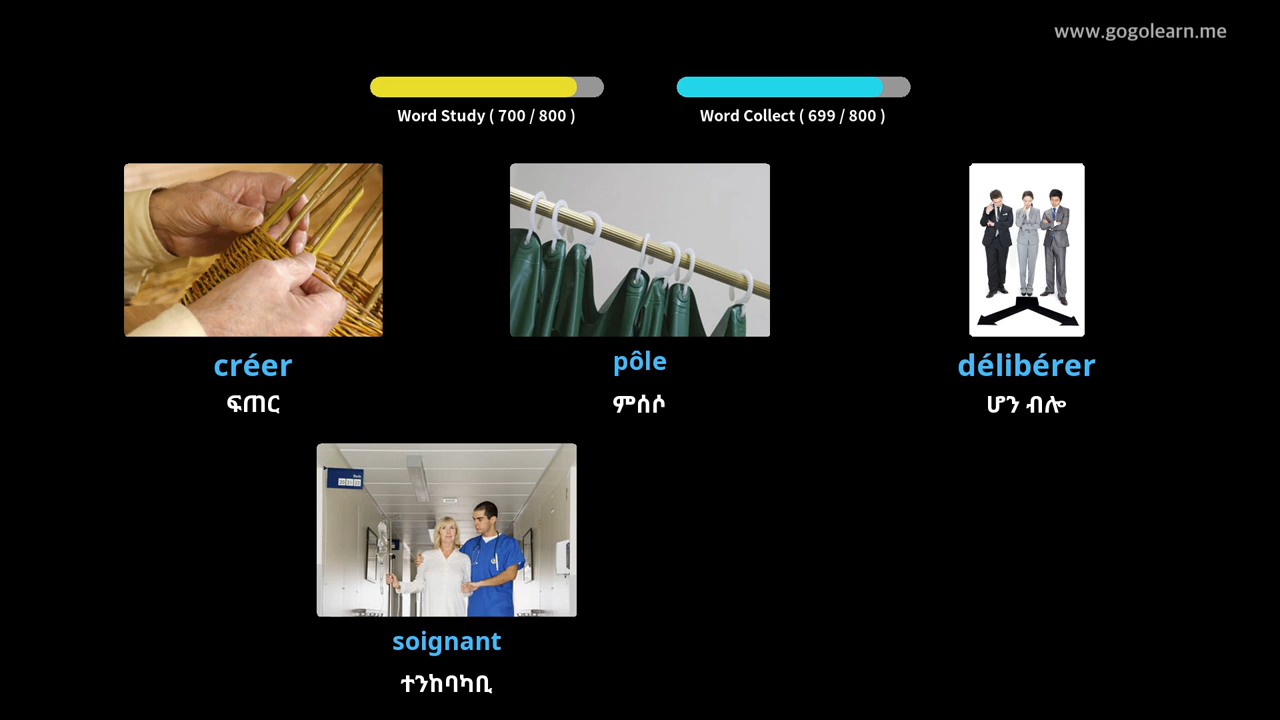 www.gogolearn.me
Word Study ( 700 / 800 )
Word Collect ( 699 / 800 )
créer
pôle
délibérer
ፍጠር
ምሰሶ
ሆን ብሎ
soignant
ተንከባካቢ